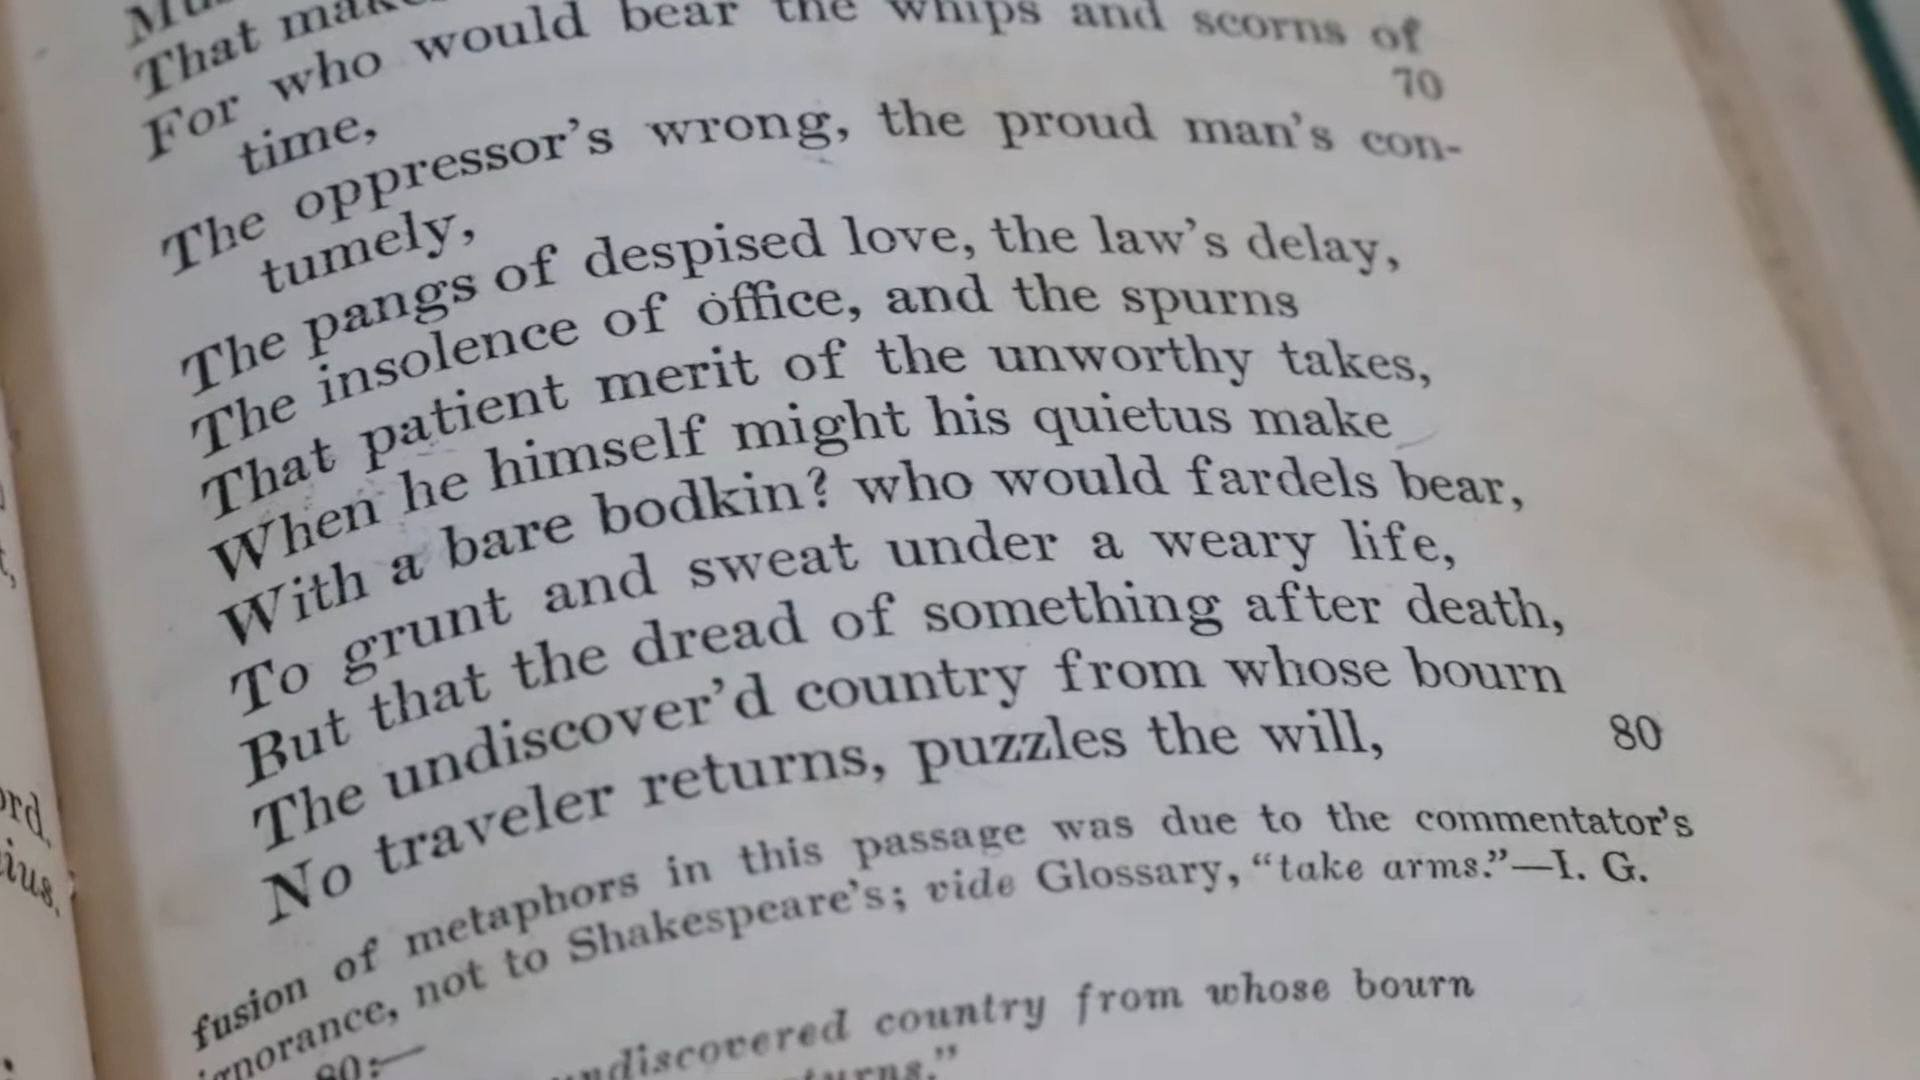 That
For who would bear the whips and scorns of
time, 70
The oppressor's wrong, the proud man's con-
tumely,
The pangs of despised love, the law's delay,
The insolence of office, and the spurns
That patient merit of the unworthy takes,
When he himself might his quietus make
With a bare bodkin? who would fardels bear,
To grunt and sweat under a weary life,
But that the dread of something after death,
The undiscover'd country from whose bourn
No traveler returns, puzzles the will, 80
fusion of metaphors in this passage was due to the commentator's
ignorance, not to Shakespeare's; vide Glossary, "take arms."—I. G.
80:—
country from whose bourn